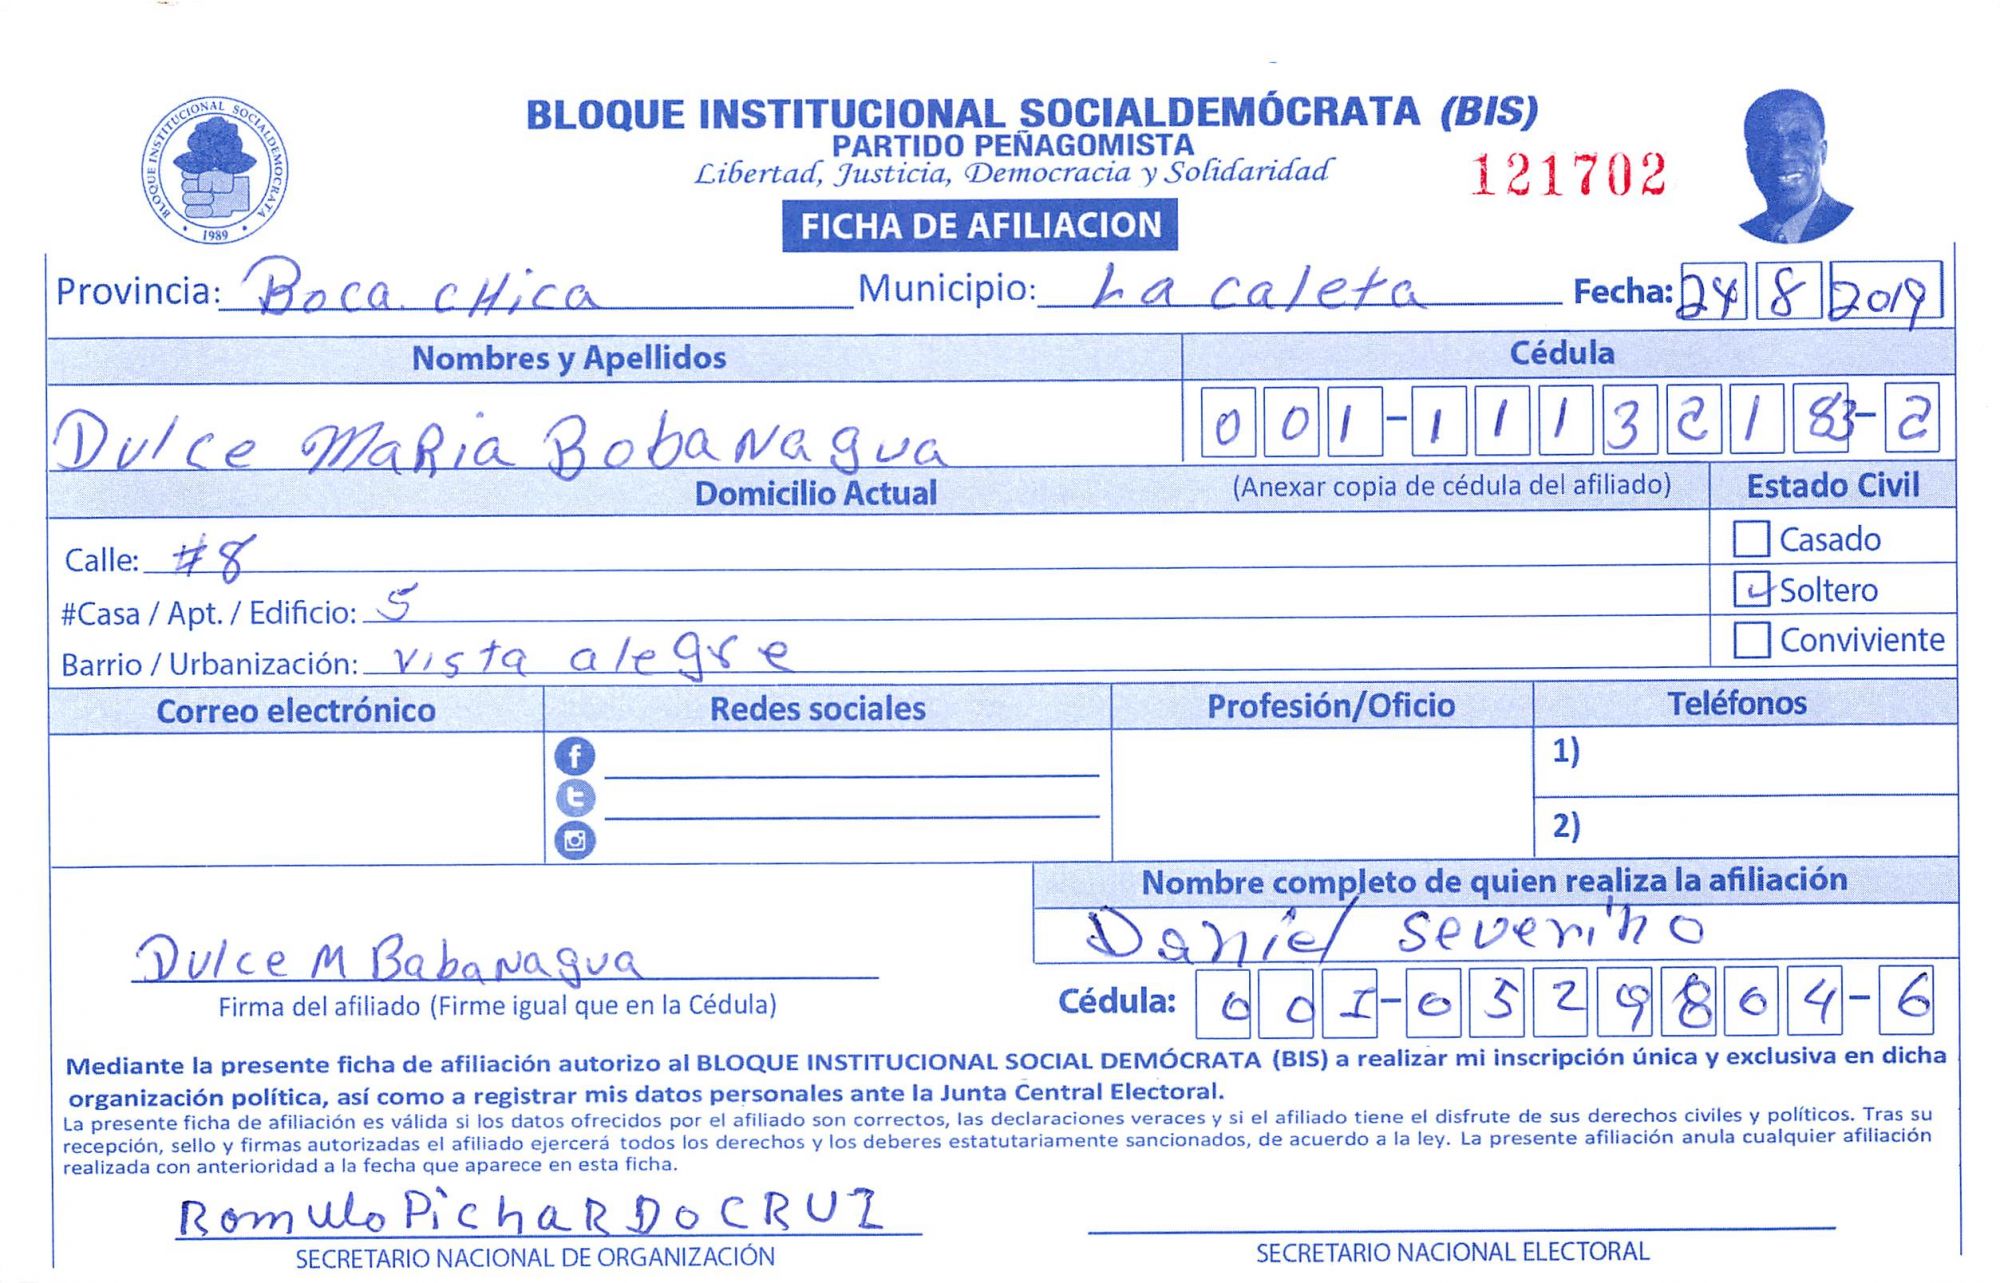 BLOQUE INSTITUCIONAL SOCIALDEMOCRATA
1989
BLOQUE INSTITUCIONAL SOCIALDEMÓCRATA (BIS)
PARTIDO PEÑAGOMISTA
Libertad, Justicia, Democracia y Solidaridad
121702
FICHA DE AFILIACION
Provincia: Boca cHica Municipio: La caleta Fecha: 24 8 2019
Nombres y Apellidos Cédula
Dulce MaRia BobaNagua 001-1113218-2
Domicilio Actual (Anexar copia de cédula del afiliado) Estado Civil
Calle: #8 Casado
#Casa / Apt. / Edificio: 5 Soltero
Barrio / Urbanización: vista alegre Conviviente
Correo electrónico Redes sociales Profesión/Oficio Teléfonos
1)
2)
Nombre completo de quien realiza la afiliación
Daniel severino
Dulce M BabaNagua
Firma del afiliado (Firme igual que en la Cédula) Cédula: 001-0529804-6
Mediante la presente ficha de afiliación autorizo al BLOQUE INSTITUCIONAL SOCIAL DEMÓCRATA (BIS) a realizar mi inscripción única y exclusiva en dicha
organización política, así como a registrar mis datos personales ante la Junta Central Electoral.
La presente ficha de afiliación es válida si los datos ofrecidos por el afiliado son correctos, las declaraciones veraces y si el afiliado tiene el disfrute de sus derechos civiles y políticos. Tras su
recepción, sello y firmas autorizadas el afiliado ejercerá todos los derechos y los deberes estatutariamente sancionados, de acuerdo a la ley. La presente afiliación anula cualquier afiliación
realizada con anterioridad a la fecha que aparece en esta ficha.
Romulo PichaRDO CRUZ
SECRETARIO NACIONAL DE ORGANIZACIÓN SECRETARIO NACIONAL ELECTORAL